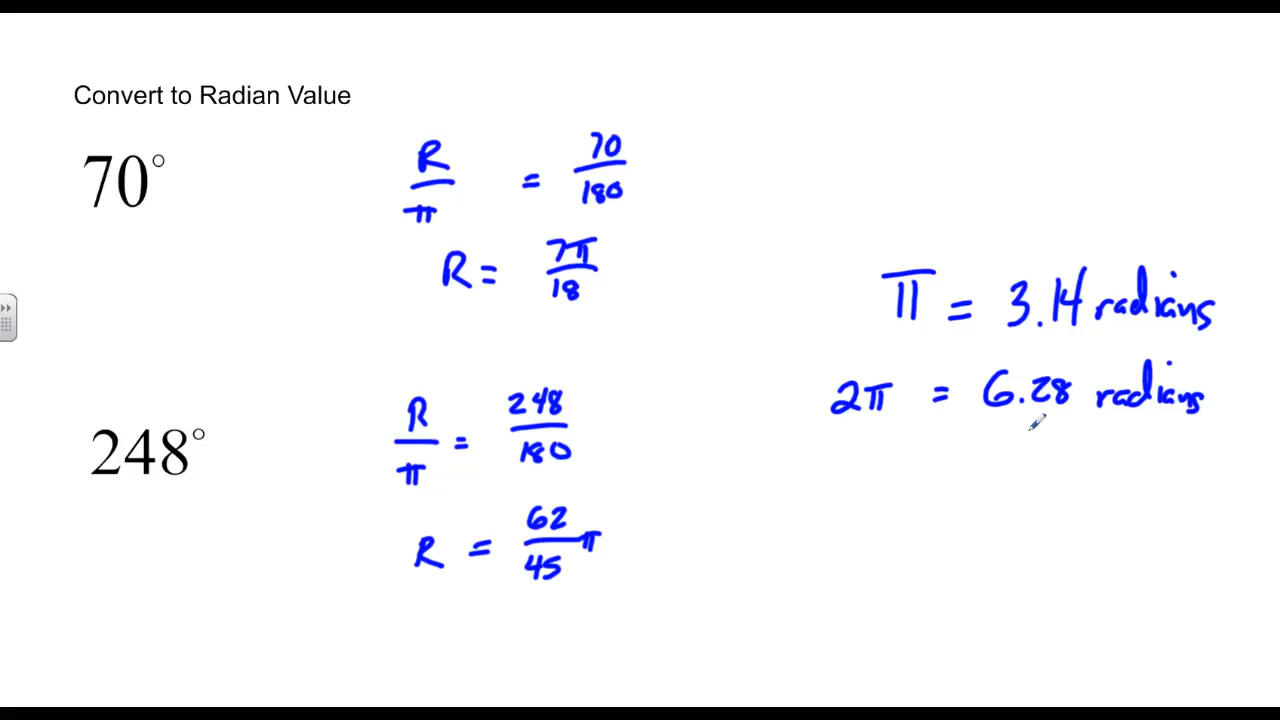 Convert to Radian Value
70°
R/π = 70/180
R = 7π/18
π = 3.14 radians
2π = 6.28 radians
248°
R/π = 248/180
R = 62/45 π